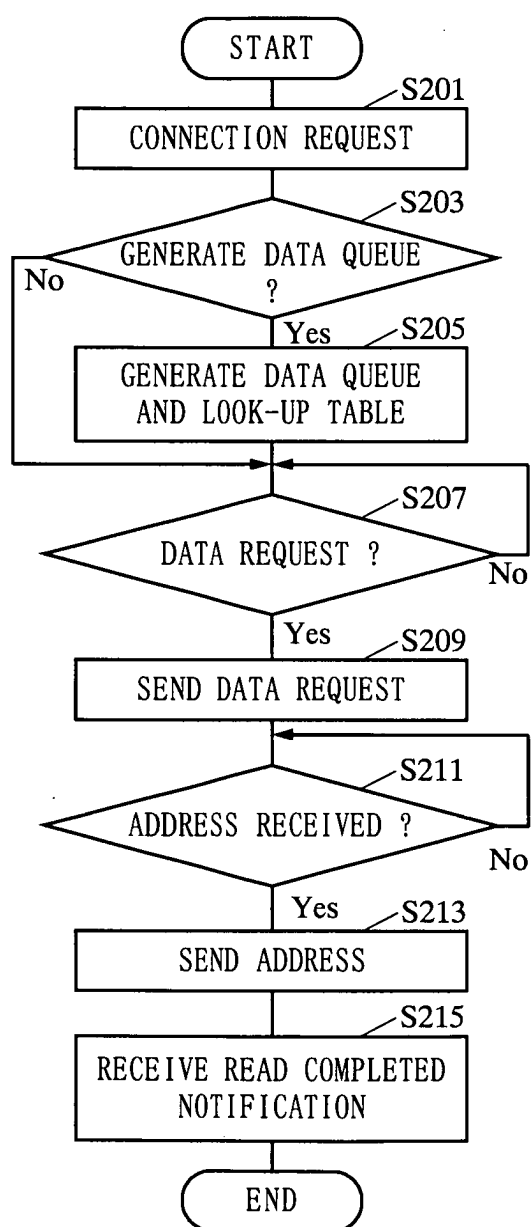 START
S201
CONNECTION REQUEST
S203
GENERATE DATA QUEUE
?
No
Yes
S205
GENERATE DATA QUEUE
AND LOOK-UP TABLE
S207
DATA REQUEST ?
No
Yes
S209
SEND DATA REQUEST
S211
ADDRESS RECEIVED ?
No
Yes
S213
SEND ADDRESS
S215
RECEIVE READ COMPLETED
NOTIFICATION
END